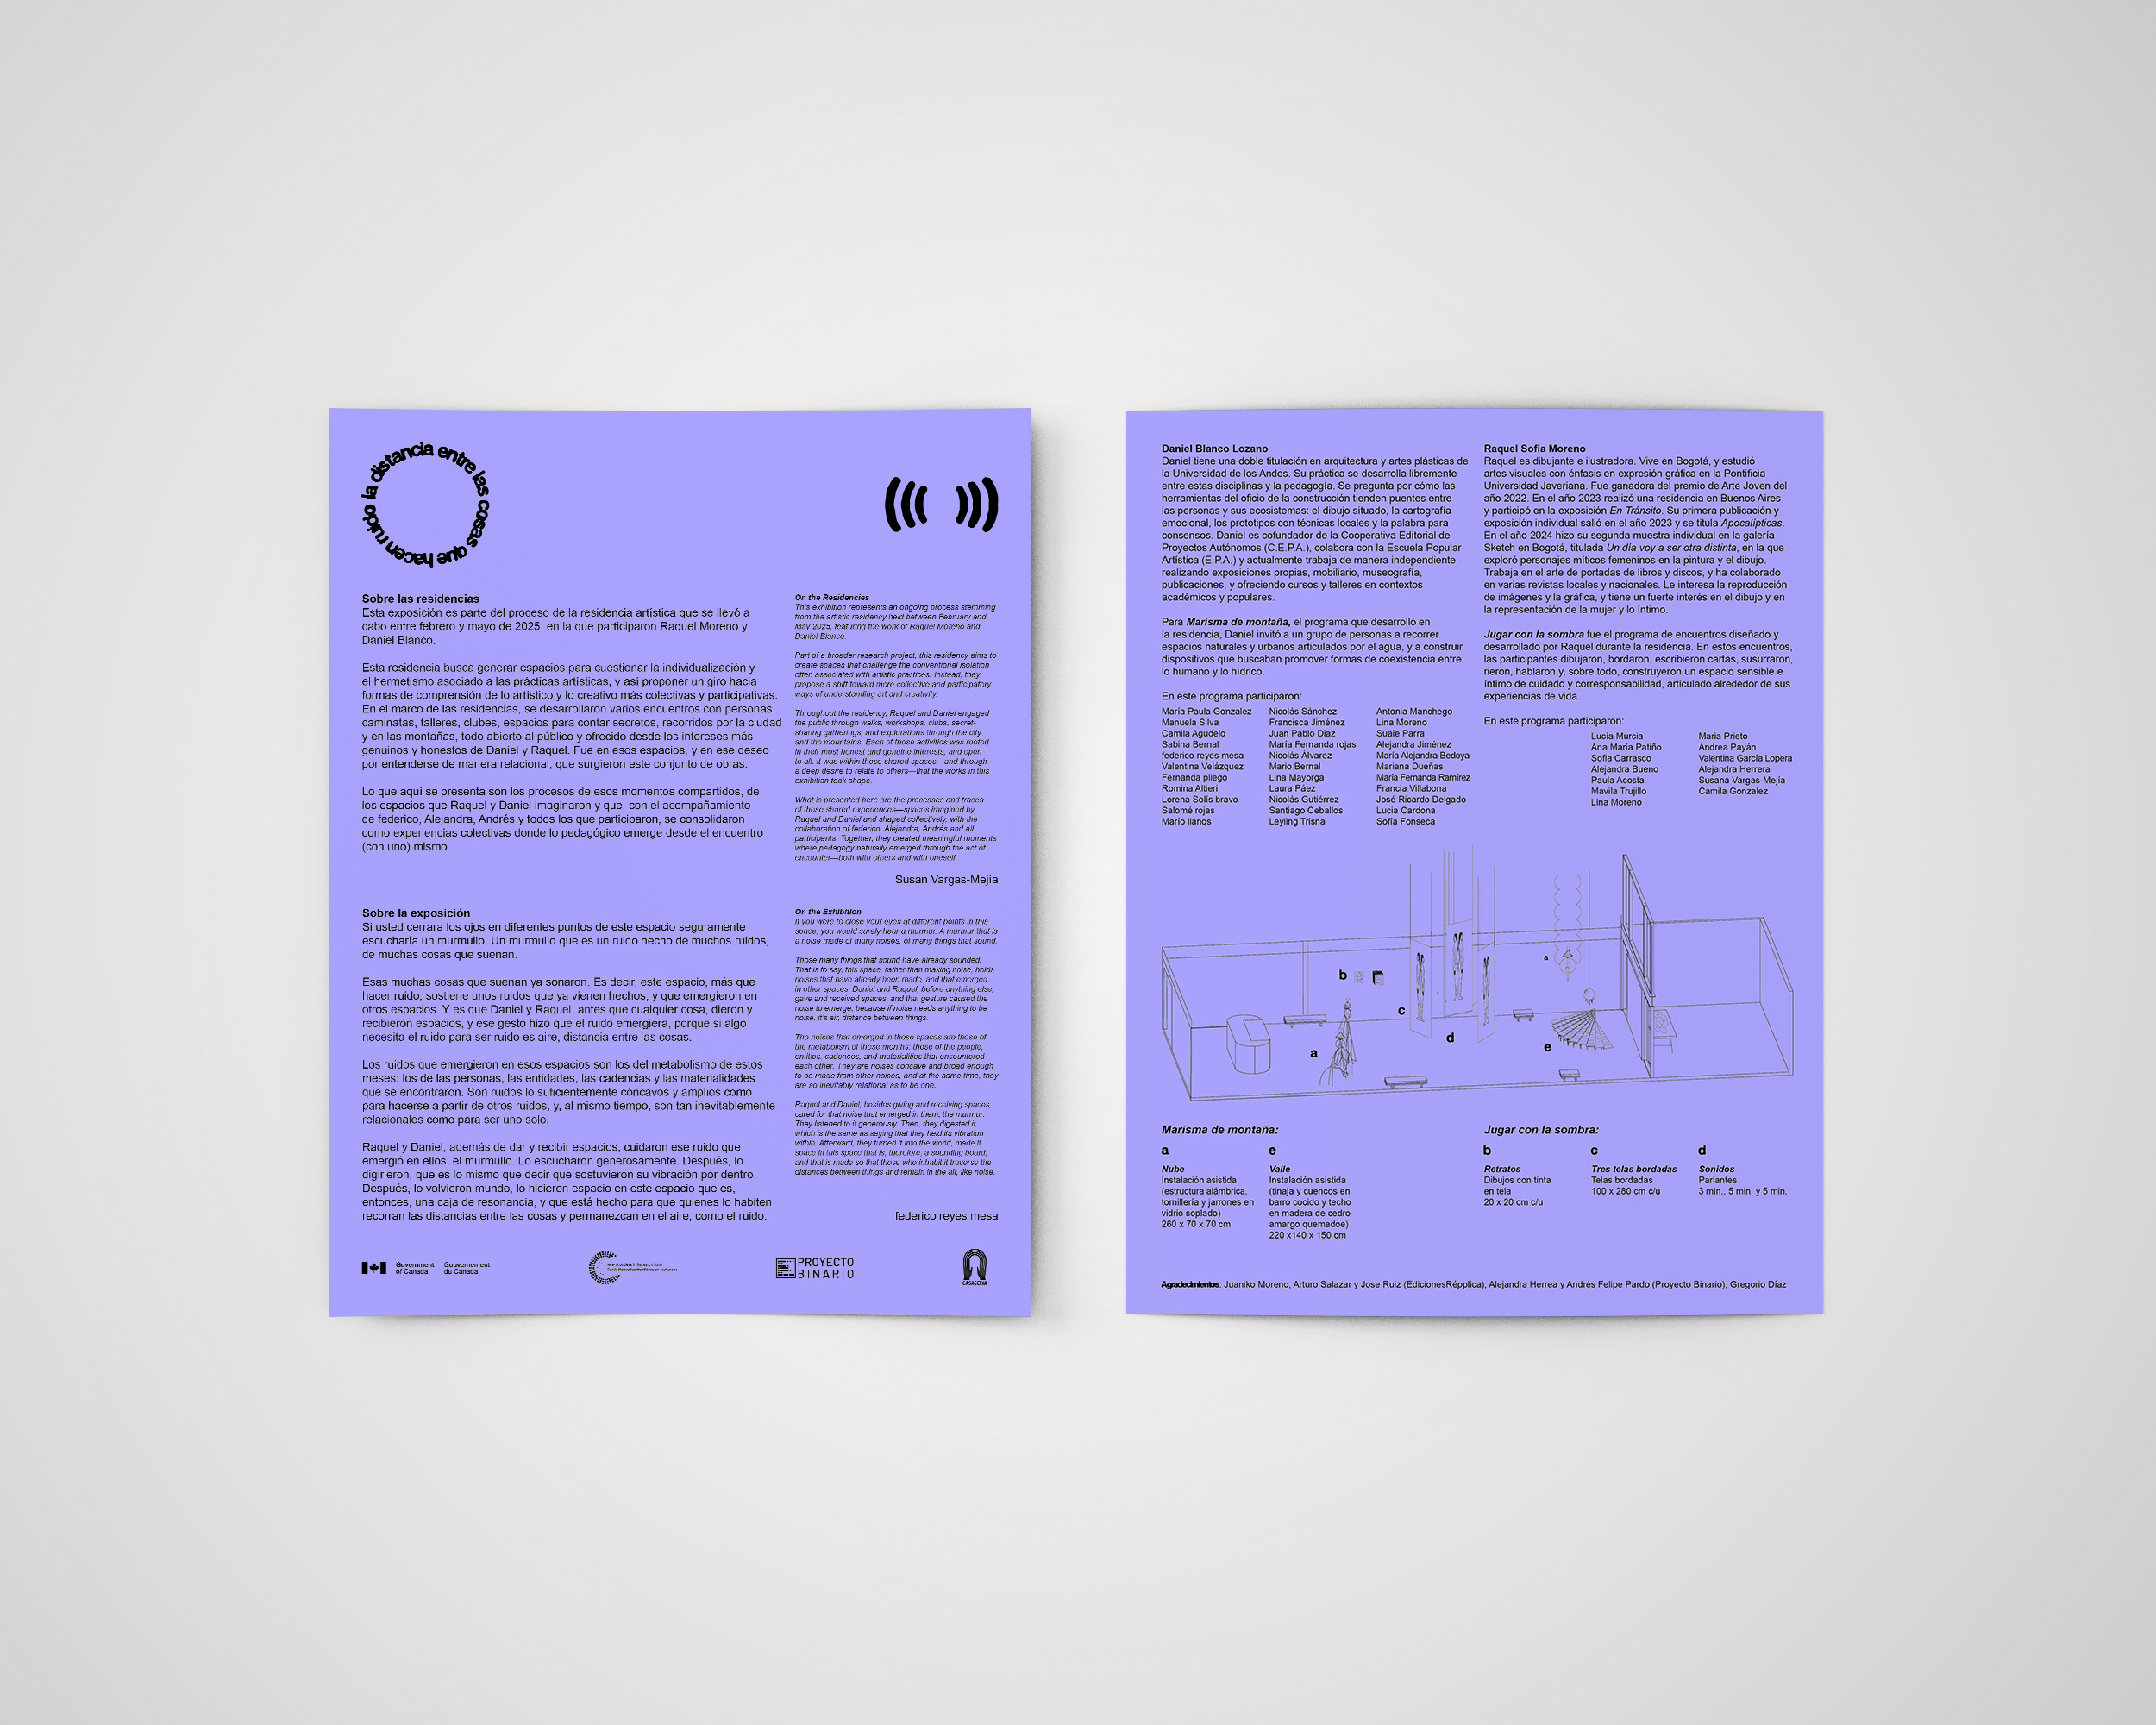 la distancia entre las cosas que hacen ruido
Sobre las residencias
Esta exposición es parte del proceso de la residencia artística que se llevó a
cabo entre febrero y mayo de 2025, en la que participaron Raquel Moreno y
Daniel Blanco.
Esta residencia busca generar espacios para cuestionar la individualización y
el hermetismo asociado a las prácticas artísticas, y así proponer un giro hacia
formas de comprensión de lo artístico y lo creativo más colectivas y participativas.
En el marco de las residencias, se desarrollaron varios encuentros con personas,
caminatas, talleres, clubes, espacios para contar secretos, recorridos por la ciudad
y en las montañas, todo abierto al público y ofrecido desde los intereses más
genuinos y honestos de Daniel y Raquel. Fue en esos espacios, y en ese deseo
por entenderse de manera relacional, que surgieron este conjunto de obras.
Lo que aquí se presenta son los procesos de esos momentos compartidos, de
los espacios que Raquel y Daniel imaginaron y que, con el acompañamiento
de federico, Alejandra, Andrés y todos los que participaron, se consolidaron
como experiencias colectivas donde lo pedagógico emerge desde el encuentro
(con uno) mismo.
On the Residencies
This exhibition represents an ongoing process stemming
from the artistic residency held between February and
May 2025, featuring the work of Raquel Moreno and
Daniel Blanco.
Part of a broader research project, this residency aims to
create spaces that challenge the conventional isolation
often associated with artistic practices. Instead, they
propose a shift toward more collective and participatory
ways of understanding art and creativity.
Throughout the residency, Raquel and Daniel engaged
the public through walks, workshops, clubs, secret-
sharing gatherings, and explorations through the city
and the mountains. Each of these activities was rooted
in their most honest and genuine interests, and open
to all. It was within these shared spaces—and through
a deep desire to relate to others—that the works in this
exhibition took shape.
What is presented here are the processes and traces
of those shared experiences—spaces imagined by
Raquel and Daniel and shaped collectively, with the
collaboration of federico, Alejandra, Andrés and all
participants. Together, they created meaningful moments
where pedagogy naturally emerged through the act of
encounter—both with others and with oneself.
Susan Vargas-Mejía
Sobre la exposición
Si usted cerrara los ojos en diferentes puntos de este espacio seguramente
escucharía un murmullo. Un murmullo que es un ruido hecho de muchos ruidos,
de muchas cosas que suenan.
Esas muchas cosas que suenan ya sonaron. Es decir, este espacio, más que
hacer ruido, sostiene unos ruidos que ya vienen hechos, y que emergieron en
otros espacios. Y es que Daniel y Raquel, antes que cualquier cosa, dieron y
recibieron espacios, y ese gesto hizo que el ruido emergiera, porque si algo
necesita el ruido para ser ruido es aire, distancia entre las cosas.
Los ruidos que emergieron en esos espacios son los del metabolismo de estos
meses: los de las personas, las entidades, las cadencias y las materialidades
que se encontraron. Son ruidos lo suficientemente cóncavos y amplios como
para hacerse a partir de otros ruidos, y, al mismo tiempo, son tan inevitablemente
relacionales como para ser uno solo.
Raquel y Daniel, además de dar y recibir espacios, cuidaron ese ruido que
emergió en ellos, el murmullo. Lo escucharon generosamente. Después, lo
digirieron, que es lo mismo que decir que sostuvieron su vibración por dentro.
Después, lo volvieron mundo, lo hicieron espacio en este espacio que es,
entonces, una caja de resonancia, y que está hecho para que quienes lo habiten
recorran las distancias entre las cosas y permanezcan en el aire, como el ruido.
On the Exhibition
If you were to close your eyes at different points in this
space, you would surely hear a murmur. A murmur that is
a noise made of many noises, of many things that sound.
Those many things that sound have already sounded.
That is to say, this space, rather than making noise, holds
noises that have already been made, and that emerged
in other spaces. Daniel and Raquel, before anything else,
gave and received spaces, and that gesture caused the
noise to emerge, because if noise needs anything to be
noise, it's air, distance between things.
The noises that emerged in those spaces are those of
the metabolism of these months: those of the people,
entities, cadences, and materialities that encountered
each other. They are noises concave and broad enough
to be made from other noises, and at the same time, they
are so inevitably relational as to be one.
Raquel and Daniel, besides giving and receiving spaces,
cared for that noise that emerged in them, the murmur.
They listened to it generously. Then, they digested it,
which is the same as saying that they held its vibration
within. Afterward, they turned it into the world, made it
space in this space that is, therefore, a sounding board,
and that is made so that those who inhabit it traverse the
distances between things and remain in the air, like noise.
federico reyes mesa
Government of Canada
Gouvernement du Canada
PROYECTO
BINARIO
CASASELVA
Daniel Blanco Lozano
Daniel tiene una doble titulación en arquitectura y artes plásticas de
la Universidad de los Andes. Su práctica se desarrolla libremente
entre estas disciplinas y la pedagogía. Se pregunta por cómo las
herramientas del oficio de la construcción tienden puentes entre
las personas y sus ecosistemas: el dibujo situado, la cartografía
emocional, los prototipos con técnicas locales y la palabra para
consensos. Daniel es cofundador de la Cooperativa Editorial de
Proyectos Autónomos (C.E.P.A.), colabora con la Escuela Popular
Artística (E.P.A.) y actualmente trabaja de manera independiente
realizando exposiciones propias, mobiliario, museografía,
publicaciones, y ofreciendo cursos y talleres en contextos
académicos y populares.
Para Marisma de montaña, el programa que desarrolló en
la residencia, Daniel invitó a un grupo de personas a recorrer
espacios naturales y urbanos articulados por el agua, y a construir
dispositivos que buscaban promover formas de coexistencia entre
lo humano y lo hídrico.
En este programa participaron:
María Paula Gonzalez
Manuela Silva
Camila Agudelo
Sabina Bernal
federico reyes mesa
Valentina Velázquez
Fernanda pliego
Romina Altieri
Lorena Solis bravo
Salomé rojas
Mario llanos
Nicolás Sánchez
Francisca Jiménez
Juan Pablo Diaz
María Fernanda rojas
Nicolás Álvarez
Mario Bernal
Lina Mayorga
Laura Páez
Nicolás Gutiérrez
Santiago Ceballos
Leyling Trisna
Antonia Manchego
Lina Moreno
Suaie Parra
Alejandra Jiménez
María Alejandra Bedoya
Mariana Dueñas
María Fernanda Ramírez
Francia Villabona
José Ricardo Delgado
Lucia Cardona
Sofía Fonseca
Raquel Sofía Moreno
Raquel es dibujante e ilustradora. Vive en Bogotá, y estudió
artes visuales con énfasis en expresión gráfica en la Pontificia
Universidad Javeriana. Fue ganadora del premio de Arte Joven del
año 2022. En el año 2023 realizó una residencia en Buenos Aires
y participó en la exposición En Tránsito. Su primera publicación y
exposición individual salió en el año 2023 y se titula Apocalípticas.
En el año 2024 hizo su segunda muestra individual en la galería
Sketch en Bogotá, titulada Un día voy a ser otra distinta, en la que
exploró personajes míticos femeninos en la pintura y el dibujo.
Trabaja en el arte de portadas de libros y discos, y ha colaborado
en varias revistas locales y nacionales. Le interesa la reproducción
de imágenes y la gráfica, y tiene un fuerte interés en el dibujo y en
la representación de la mujer y lo íntimo.
Jugar con la sombra fue el programa de encuentros diseñado y
desarrollado por Raquel durante la residencia. En estos encuentros,
las participantes dibujaron, bordaron, escribieron cartas, susurraron,
rieron, hablaron y, sobre todo, construyeron un espacio sensible e
íntimo de cuidado y corresponsabilidad, articulado alrededor de sus
experiencias de vida.
En este programa participaron:
Lucía Murcia
Ana María Patiño
Sofia Carrasco
Alejandra Bueno
Paula Acosta
Mavila Trujillo
Lina Moreno
Maria Prieto
Andrea Payán
Valentina García Lopera
Alejandra Herrera
Susana Vargas-Mejía
Camila Gonzalez
a
b
c
d
a
e
Marisma de montaña:
a
Nube
Instalación asistida
(estructura alámbrica,
tornillería y jarrones en
vidrio soplado)
260 x 70 x 70 cm
e
Valle
Instalación asistida
(tinaja y cuencos en
barro cocido y techo
en madera de cedro
amargo quemadoe)
220 x140 x 150 cm
Jugar con la sombra:
b
Retratos
Dibujos con tinta
en tela
20 x 20 cm c/u
c
Tres telas bordadas
Telas bordadas
100 x 280 cm c/u
d
Sonidos
Parlantes
3 min., 5 min. y 5 min.
Agradecimientos: Juaniko Moreno, Arturo Salazar y Jose Ruiz (EdicionesRépplica), Alejandra Herrea y Andrés Felipe Pardo (Proyecto Binario), Gregorio Díaz